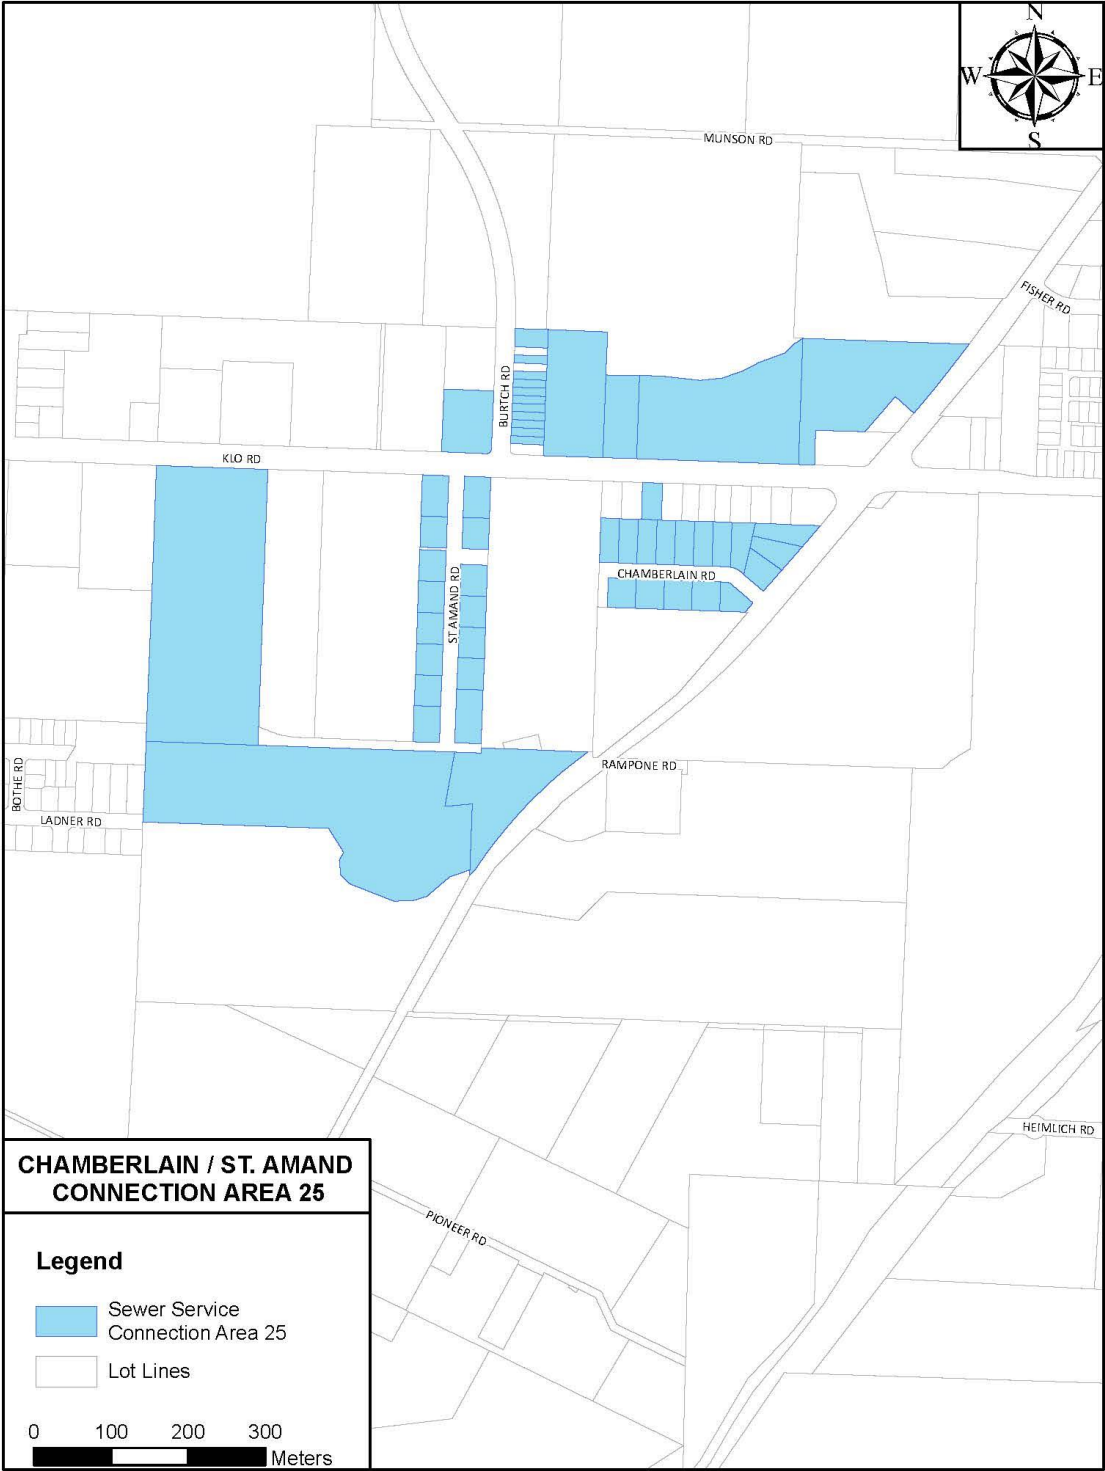 N
W E
S
MUNSON RD
FISHER RD
BURTCH RD
KLO RD
CHAMBERLAIN RD
ST AMAND RD
RAMPONE RD
BOTHE RD
LADNER RD
HEIMLICH RD
PIONEER RD
CHAMBERLAIN / ST. AMAND
CONNECTION AREA 25
Legend
Sewer Service
Connection Area 25
Lot Lines
0 100 200 300
Meters